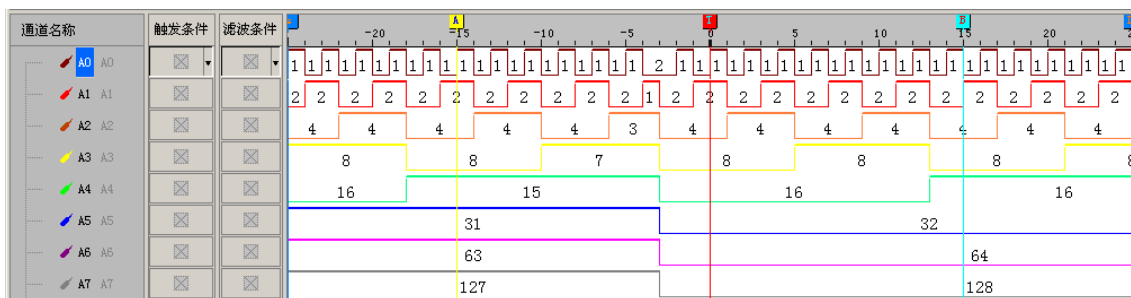 通道名称 触发条件 滤波条件 A T B
-20 -15 -10 -5 0 5 10 15 20
A0 A0 1 1 1 1 1 1 1 1 1 1 1 1 1 1 1 1 1 1 1 1 1 2 1 1 1 1 1 1 1 1 1 1 1 1 1 1 1 1 1 1 1 1 1 1 1 1 1 1
A1 A1 2 2 2 2 2 2 2 2 2 1 2 2 2 2 2 2 2 2 2 2 2 2 2
A2 A2 4 4 4 4 4 3 4 4 4 4 4 4 4
A3 A3 8 8 7 8 8 8
A4 A4 16 15 16 16
A5 A5 31 32
A6 A6 63 64
A7 A7 127 128